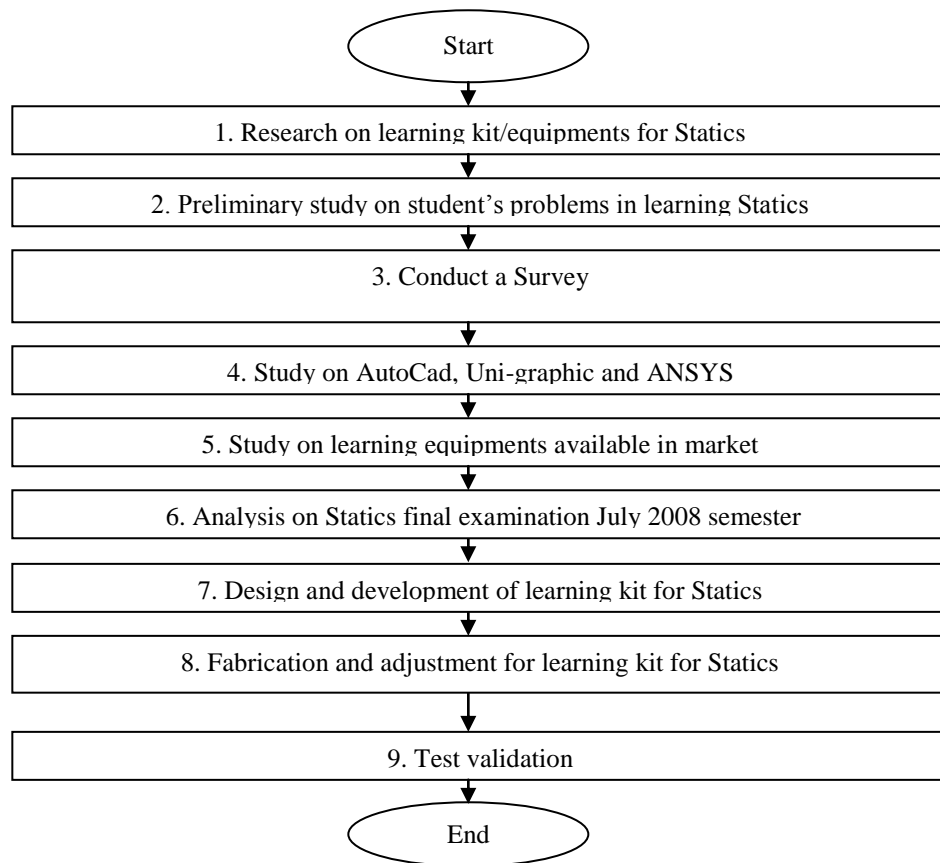 Start
1. Research on learning kit/equipments for Statics
2. Preliminary study on student's problems in learning Statics
3. Conduct a Survey
4. Study on AutoCad, Uni-graphic and ANSYS
5. Study on learning equipments available in market
6. Analysis on Statics final examination July 2008 semester
7. Design and development of learning kit for Statics
8. Fabrication and adjustment for learning kit for Statics
9. Test validation
End